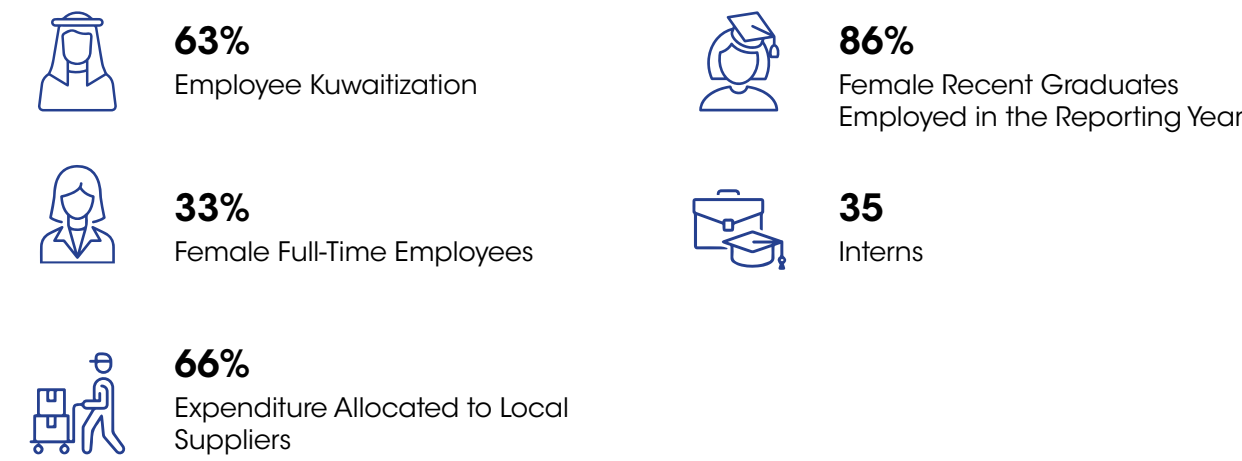 63%
Employee Kuwaitization
86%
Female Recent Graduates
Employed in the Reporting Year
33%
Female Full-Time Employees
35
Interns
66%
Expenditure Allocated to Local
Suppliers